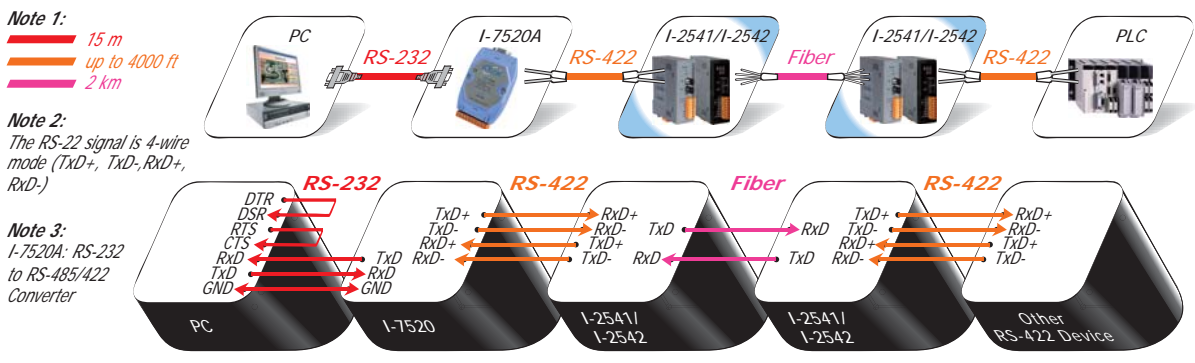 Note 1:
15 m
up to 4000 ft
2 km
Note 2:
The RS-22 signal is 4-wire
mode (TxD+, TxD-,RxD+,
RxD-)
Note 3:
I-7520A: RS-232
to RS-485/422
Converter
PC
RS-232
I-7520A
RS-422
I-2541/I-2542
Fiber
I-2541/I-2542
RS-422
PLC
RS-232
RS-422
Fiber
RS-422
DTR
DSR
RTS
CTS
RxD TxD
TxD RxD
GND GND
TxD+ RxD+
TxD- RxD-
RxD+ TxD+
RxD- TxD-
TxD RxD
RxD TxD
TxD+ RxD+
TxD- RxD-
RxD+ TxD+
RxD- TxD-
PC
I-7520
I-2541/
I-2542
I-2541/
I-2542
Other
RS-422 Device